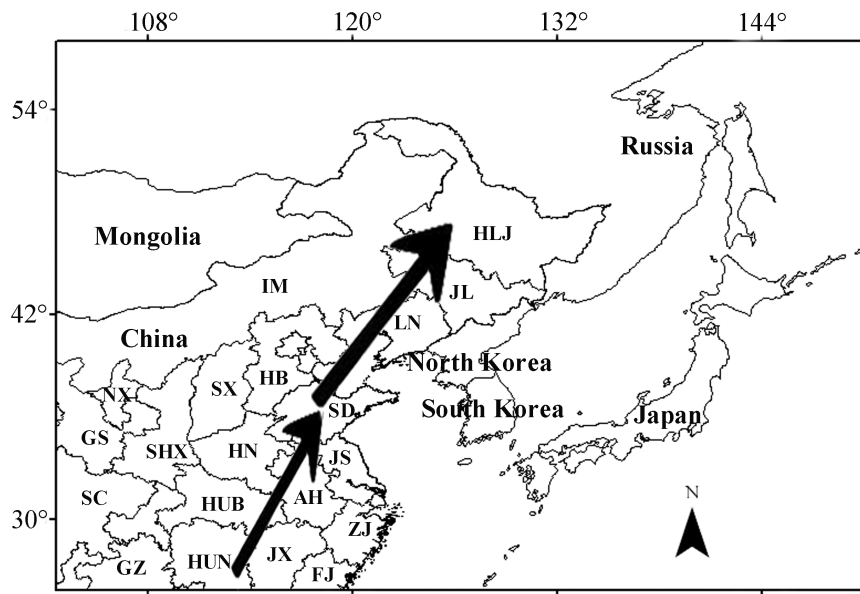 108° 120° 132° 144°
54°
Russia
Mongolia
HLJ
IM
JL
42°
LN
China
North Korea
HB
SX
NX
SD
South Korea
Japan
GS
SHX
HN
JS
SC
HUB
AH
N
30°
ZJ
GZ
HUN
JX
FJ